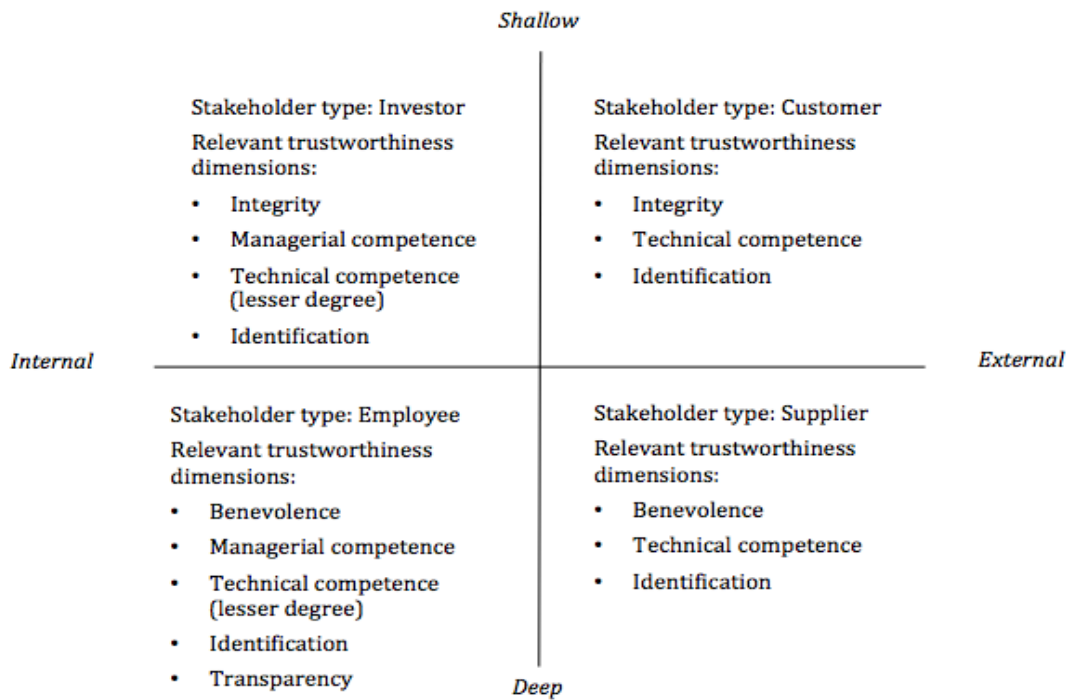 Shallow
Stakeholder type: Investor
Relevant trustworthiness
dimensions:
• Integrity
• Managerial competence
• Technical competence
(lesser degree)
• Identification
Stakeholder type: Customer
Relevant trustworthiness
dimensions:
• Integrity
• Technical competence
• Identification
Internal
External
Stakeholder type: Employee
Relevant trustworthiness
dimensions:
• Benevolence
• Managerial competence
• Technical competence
(lesser degree)
• Identification
• Transparency
Stakeholder type: Supplier
Relevant trustworthiness
dimensions:
• Benevolence
• Technical competence
• Identification
Deep